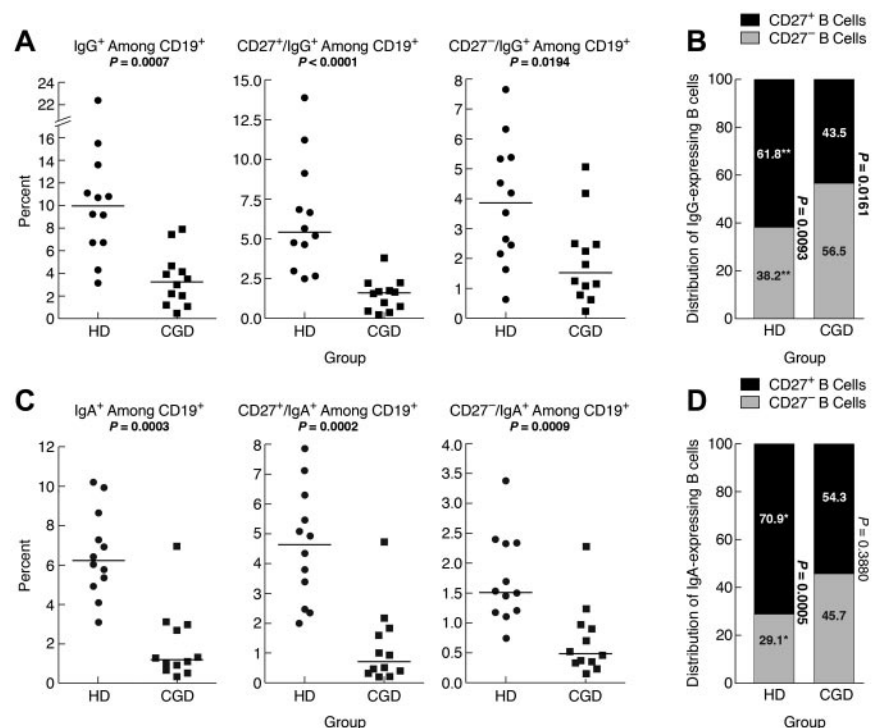 A
IgG⁺ Among CD19⁺
P = 0.0007
CD27⁺/IgG⁺ Among CD19⁺
P < 0.0001
CD27⁻/IgG⁺ Among CD19⁺
P = 0.0194
Percent
24
22
16
14
12
10
8
6
4
2
0
HD
CGD
15.0
12.5
10.0
7.5
5.0
2.5
0.0
HD
CGD
8
7
6
5
4
3
2
1
0
HD
CGD
Group
B
CD27⁺ B Cells
CD27⁻ B Cells
Distribution of IgG-expressing B cells
100
80
60
40
20
0
61.8**
38.2**
P = 0.0093
43.5
56.5
P = 0.0161
HD
CGD
Group
C
IgA⁺ Among CD19⁺
P = 0.0003
CD27⁺/IgA⁺ Among CD19⁺
P = 0.0002
CD27⁻/IgA⁺ Among CD19⁺
P = 0.0009
Percent
12
10
8
6
4
2
0
HD
CGD
8
7
6
5
4
3
2
1
0
HD
CGD
4.0
3.5
3.0
2.5
2.0
1.5
1.0
0.5
0.0
HD
CGD
Group
D
CD27⁺ B Cells
CD27⁻ B Cells
Distribution of IgA-expressing B cells
100
80
60
40
20
0
70.9*
29.1*
P = 0.0005
54.3
45.7
P = 0.3880
HD
CGD
Group